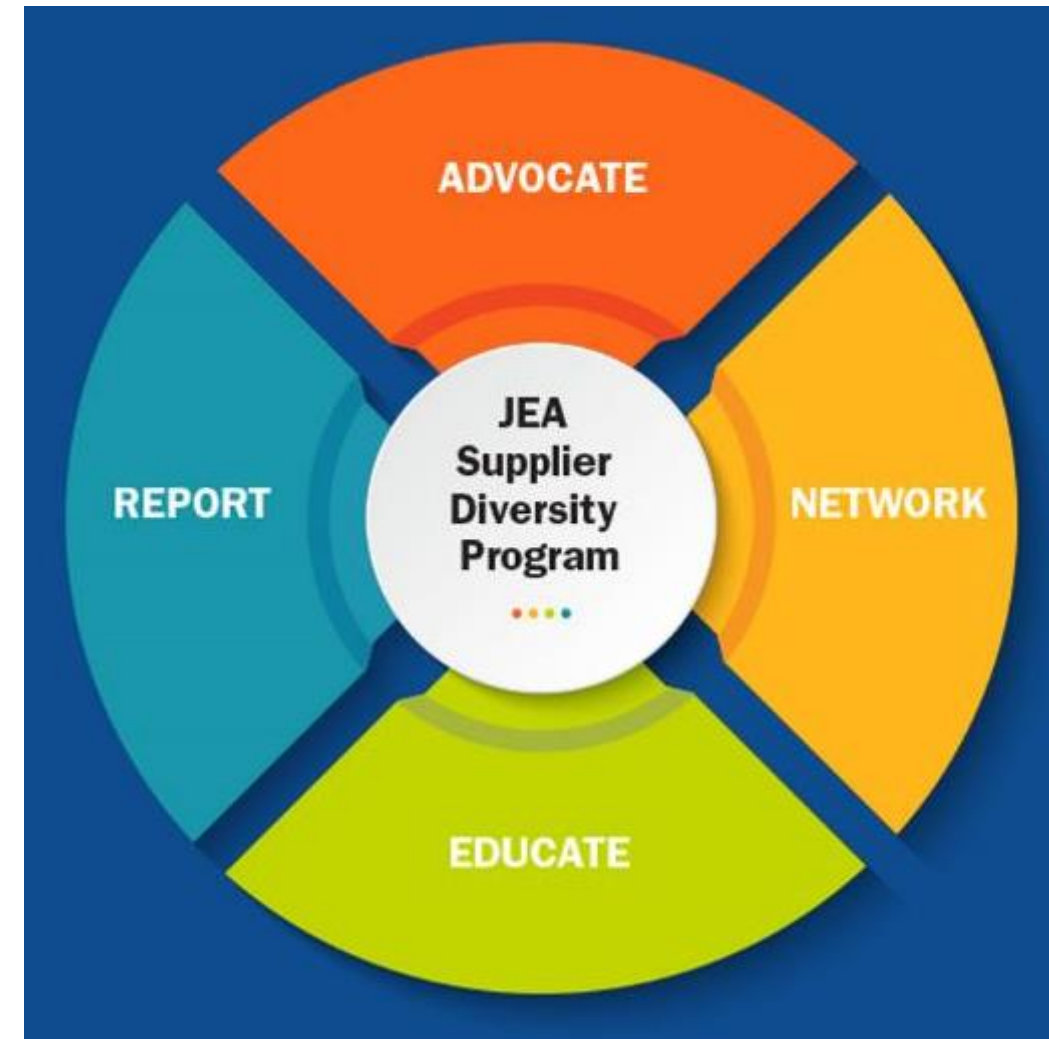 ADVOCATE
JEA
Supplier
Diversity
Program
REPORT
NETWORK
EDUCATE